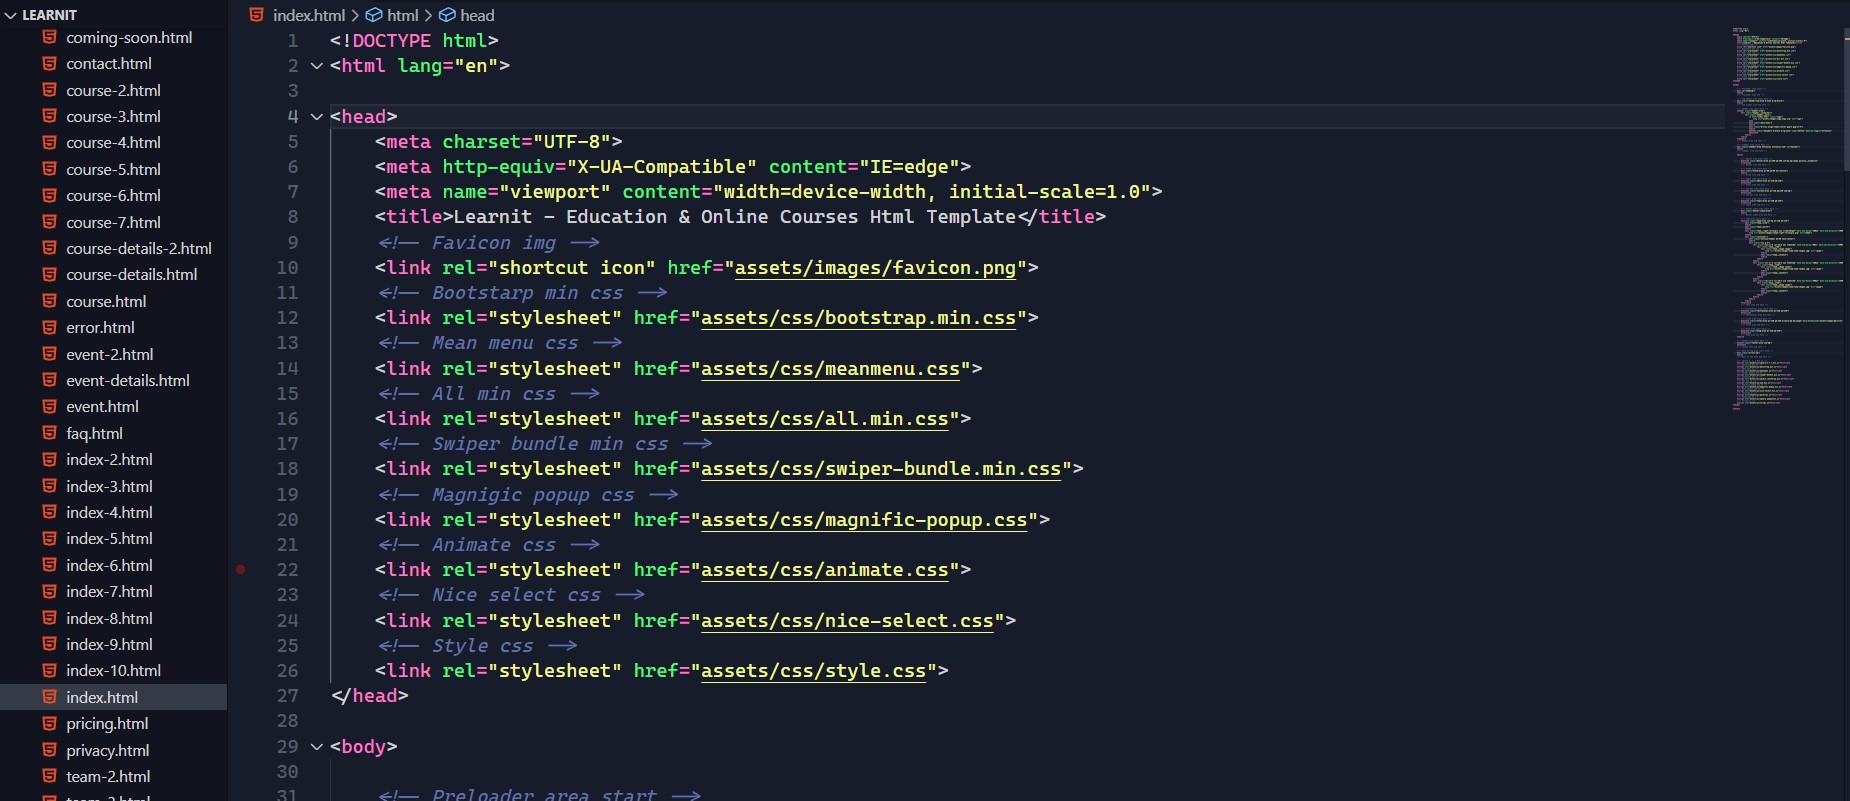 LEARNIT
coming-soon.html
contact.html
course-2.html
course-3.html
course-4.html
course-5.html
course-6.html
course-7.html
course-details-2.html
course-details.html
course.html
error.html
event-2.html
event-details.html
event.html
faq.html
index-2.html
index-3.html
index-4.html
index-5.html
index-6.html
index-7.html
index-8.html
index-9.html
index-10.html
index.html
pricing.html
privacy.html
team-2.html
index.html > html > head
1 <!DOCTYPE html>
2 <html lang="en">
3
4 <head>
5 <meta charset="UTF-8">
6 <meta http-equiv="X-UA-Compatible" content="IE=edge">
7 <meta name="viewport" content="width=device-width, initial-scale=1.0">
8 <title>Learnit - Education & Online Courses Html Template</title>
9 <!-- Favicon img -->
10 <link rel="shortcut icon" href="assets/images/favicon.png">
11 <!-- Bootstarp min css -->
12 <link rel="stylesheet" href="assets/css/bootstrap.min.css">
13 <!-- Mean menu css -->
14 <link rel="stylesheet" href="assets/css/meanmenu.css">
15 <!-- All min css -->
16 <link rel="stylesheet" href="assets/css/all.min.css">
17 <!-- Swiper bundle min css -->
18 <link rel="stylesheet" href="assets/css/swiper-bundle.min.css">
19 <!-- Magnigic popup css -->
20 <link rel="stylesheet" href="assets/css/magnific-popup.css">
21 <!-- Animate css -->
22 <link rel="stylesheet" href="assets/css/animate.css">
23 <!-- Nice select css -->
24 <link rel="stylesheet" href="assets/css/nice-select.css">
25 <!-- Style css -->
26 <link rel="stylesheet" href="assets/css/style.css">
27 </head>
28
29 <body>
30
31 <!-- Preloader area start -->